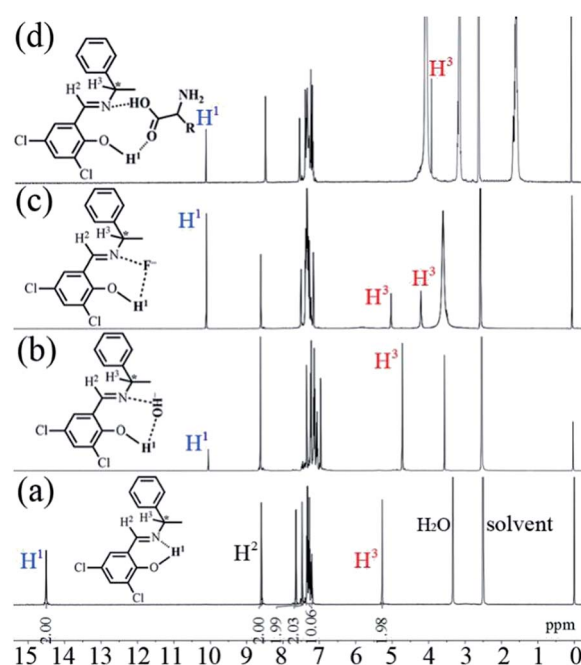 (d)
H³
*
H²
N
HO
NH₂
O
R
Cl
O
H¹
Cl
H¹
H³
(c)
H³
*
H²
N
F⁻
Cl
O
H¹
Cl
H¹
H³
H³
(b)
H³
*
H²
N
OH
Cl
O
H¹
Cl
H¹
H³
(a)
H³
*
H²
N
H¹
Cl
O
Cl
H¹
H²
H³
H₂O
solvent
2.00
2.00
1.99
2.03
10.06
1.98
ppm
15 14 13 12 11 10 9 8 7 6 5 4 3 2 1 0